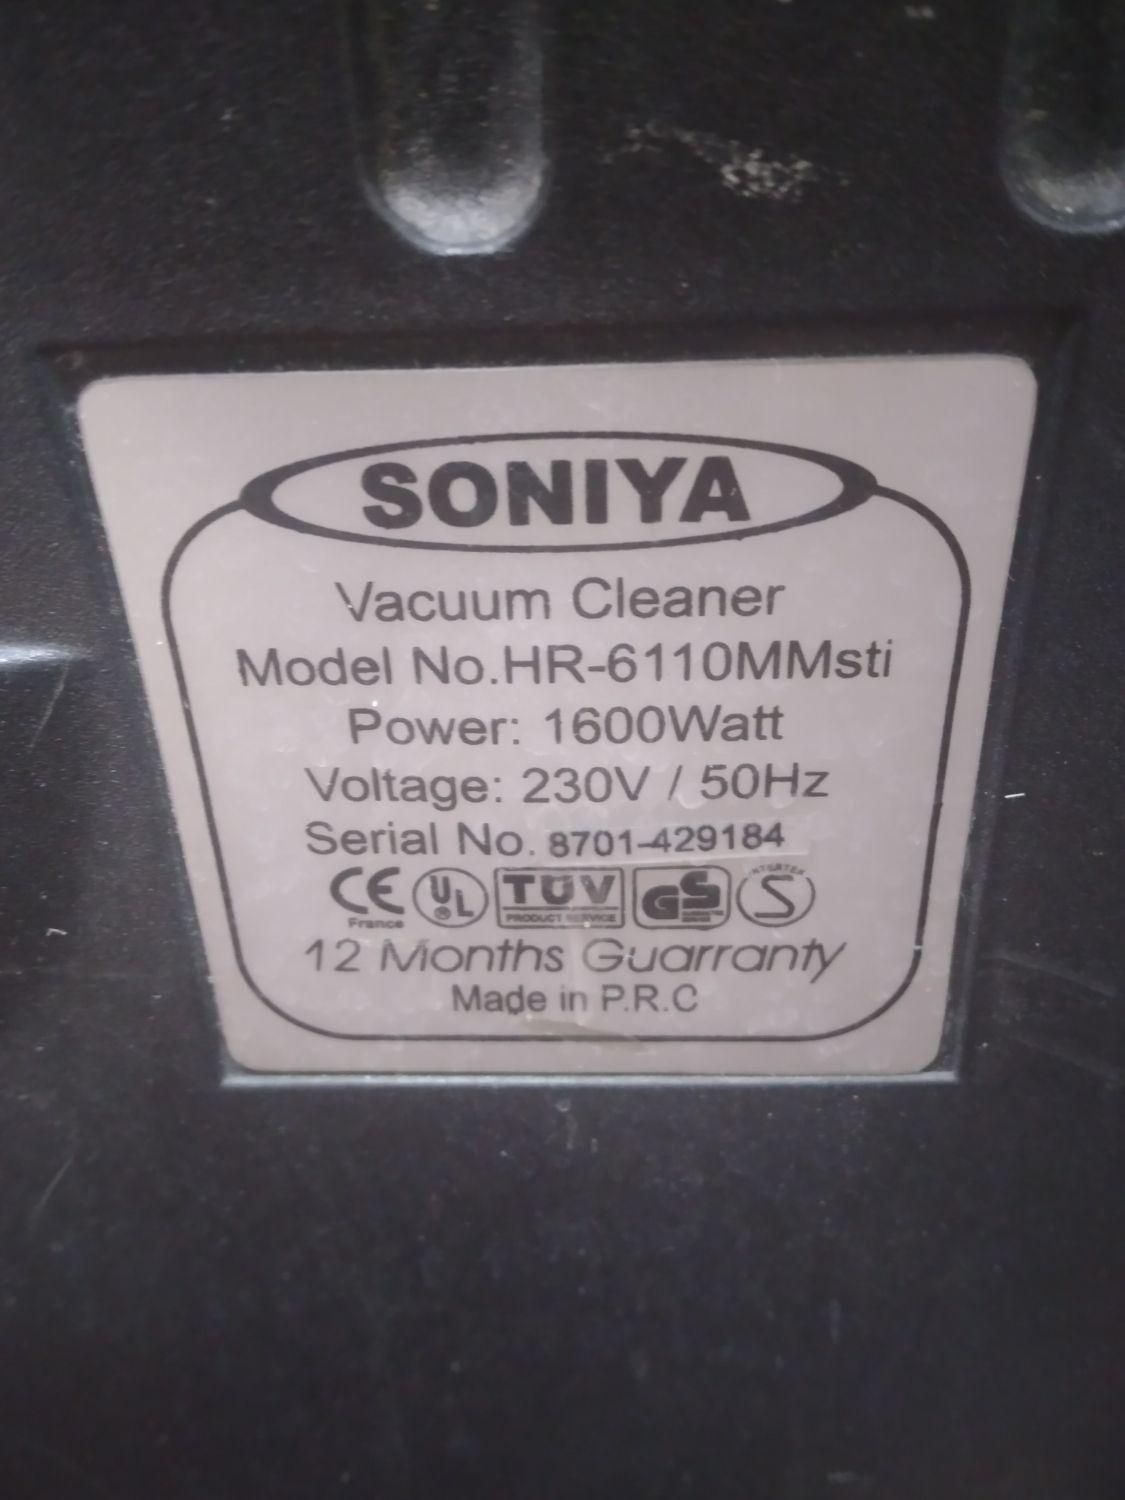 SONIYA
Vacuum Cleaner
Model No.HR-6110MMsti
Power: 1600Watt
Voltage: 230V / 50Hz
Serial No. 8701-429184
CE UL TÜV GS S
France ® PRODUCT SERVICE
12 Months Guarranty
Made in P.R.C